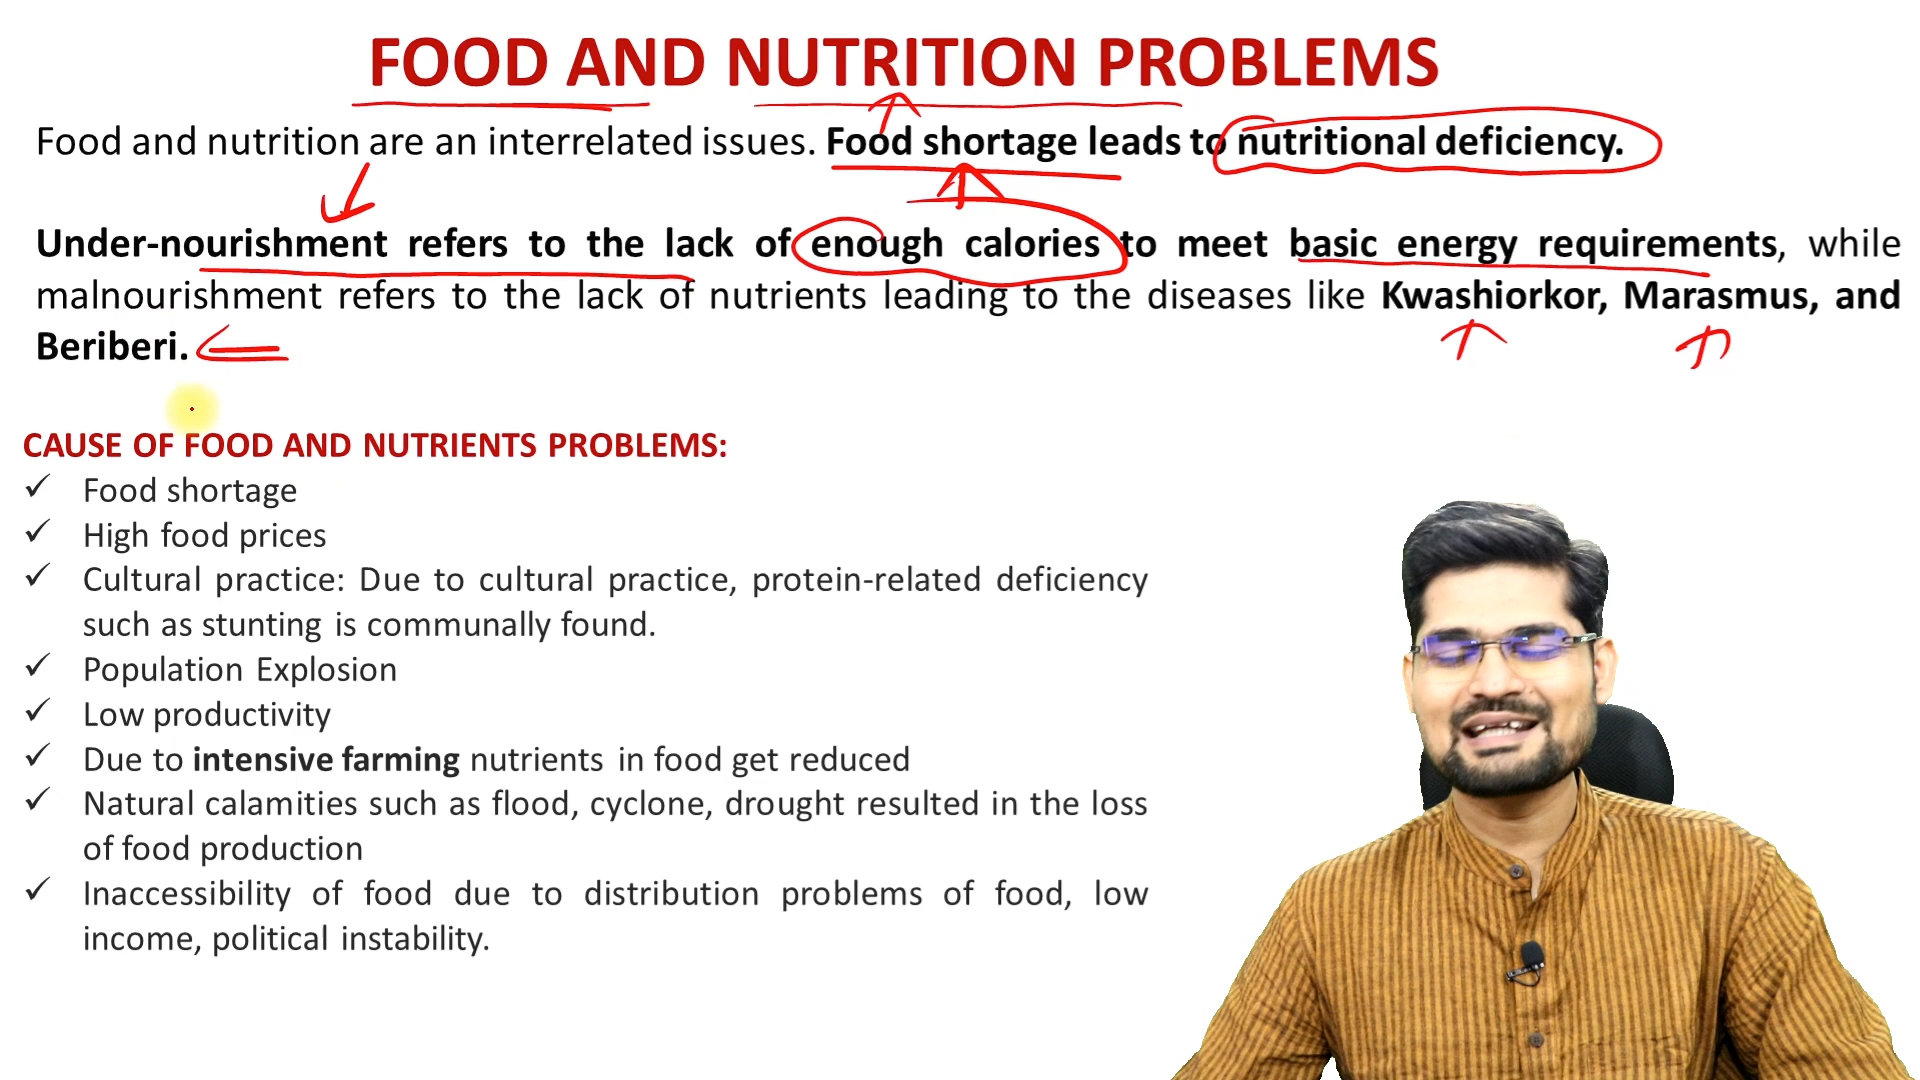 FOOD AND NUTRITION PROBLEMS
Food and nutrition are an interrelated issues. Food shortage leads to nutritional deficiency.
Under-nourishment refers to the lack of enough calories to meet basic energy requirements, while
malnourishment refers to the lack of nutrients leading to the diseases like Kwashiorkor, Marasmus, and
Beriberi.
CAUSE OF FOOD AND NUTRIENTS PROBLEMS:
✓ Food shortage
✓ High food prices
✓ Cultural practice: Due to cultural practice, protein-related deficiency
such as stunting is communally found.
✓ Population Explosion
✓ Low productivity
✓ Due to intensive farming nutrients in food get reduced
✓ Natural calamities such as flood, cyclone, drought resulted in the loss
of food production
✓ Inaccessibility of food due to distribution problems of food, low
income, political instability.